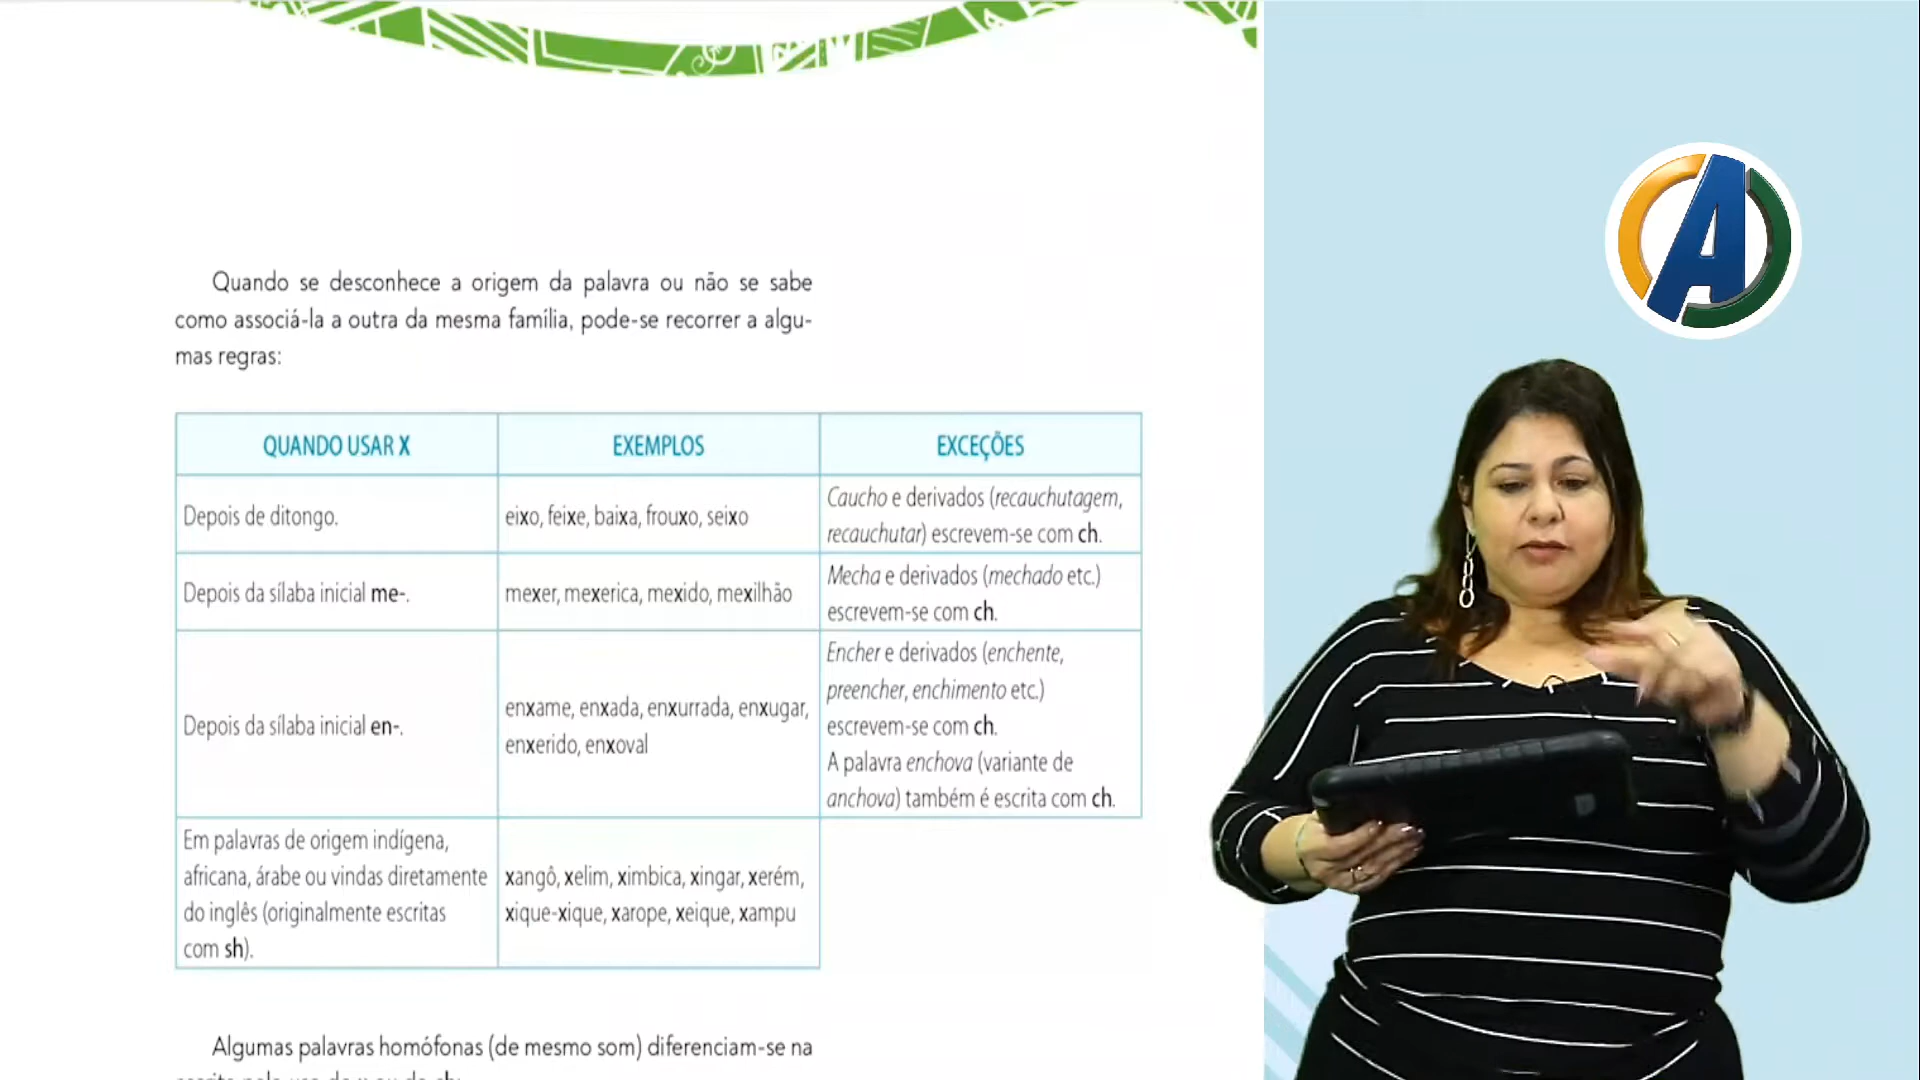 Quando se desconhece a origem da palavra ou não se sabe
como associá-la a outra da mesma família, pode-se recorrer a algu-
mas regras:
QUANDO USAR X
EXEMPLOS
EXCEÇÕES
Depois de ditongo.
eixo, feixe, baixa, frouxo, seixo
Caucho e derivados (recauchutagem,
recauchutar) escrevem-se com ch.
Depois da sílaba inicial me-.
mexer, mexerica, mexido, mexilhão
Mecha e derivados (mechado etc.)
escrevem-se com ch.
Depois da sílaba inicial en-.
enxame, enxada, enxurrada, enxugar,
enxerido, enxoval
Encher e derivados (enchente,
preencher, enchimento etc.)
escrevem-se com ch.
A palavra enchova (variante de
anchova) também é escrita com ch.
Em palavras de origem indígena,
africana, árabe ou vindas diretamente
do inglês (originalmente escritas
com sh).
xangô, xelim, ximbica, xingar, xerém,
xique-xique, xarope, xeique, xampu
Algumas palavras homófonas (de mesmo som) diferenciam-se na
A